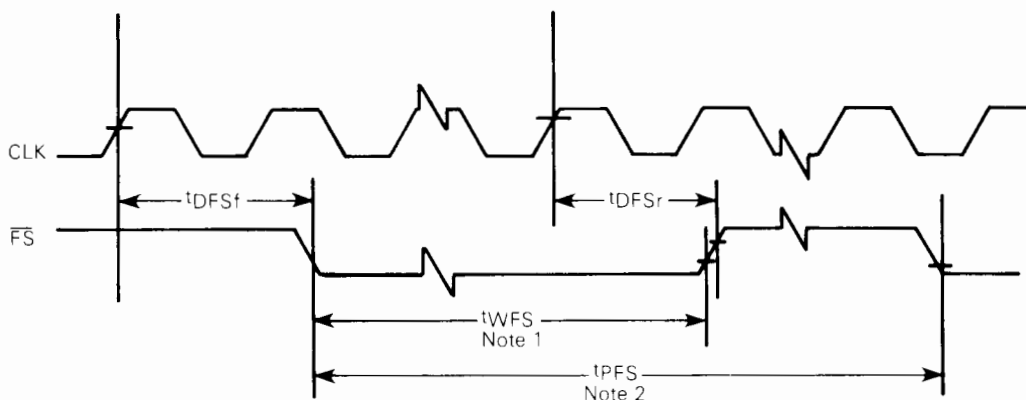 CLK
tDFSf
tDFSr
FS
tWFS
Note 1
tPFS
Note 2